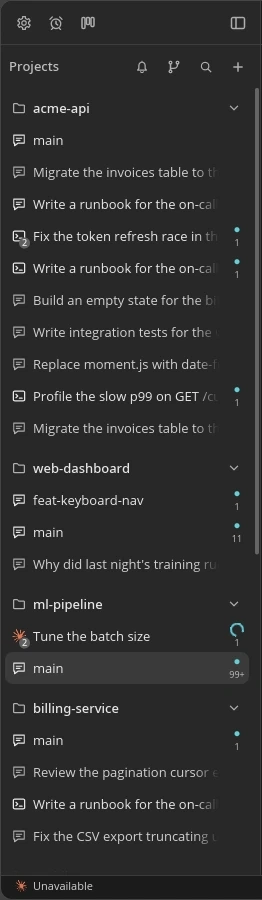 Projects
acme-api
main
Migrate the invoices table to th
Write a runbook for the on-call
2 Fix the token refresh race in th
1
Write a runbook for the on-call
1
Build an empty state for the bi
Write integration tests for the
Replace moment.js with date-f
Profile the slow p99 on GET /cu
1
Migrate the invoices table to th
web-dashboard
feat-keyboard-nav
1
main
11
Why did last night's training ru
ml-pipeline
2 Tune the batch size
1
main
99+
billing-service
main
1
Review the pagination cursor e
Write a runbook for the on-call
Fix the CSV export truncating u
Unavailable